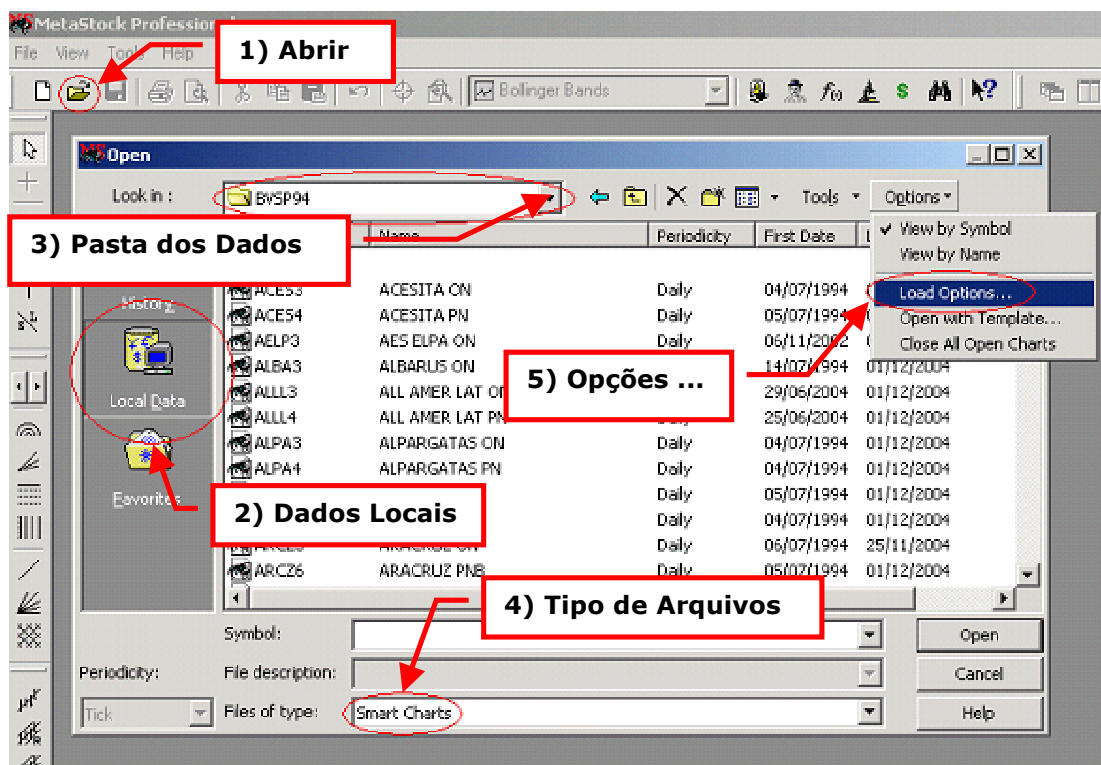 MetaStock Profession
1) Abrir
File View Tools Help
Bollinger Bands
Open
Look in :
BVSP94
Tools
Options
3) Pasta dos Dados
Name
Periodicity
First Date
View by Symbol
View by Name
Load Options...
Open with Template...
Close All Open Charts
History
Local Data
Favorites
ACES3 ACESITA ON Daily 04/07/1994
ACES4 ACESITA PN Daily 05/07/1994
AELP3 AES ELPA ON Daily 06/11/2002
ALBA3 ALBARUS ON 14/07/1994 01/12/2004
5) Opções ...
ALLL3 ALL AMER LAT ON 29/06/2004 01/12/2004
ALLL4 ALL AMER LAT PN 25/06/2004 01/12/2004
ALPA3 ALPARGATAS ON Daily 04/07/1994 01/12/2004
ALPA4 ALPARGATAS PN Daily 04/07/1994 01/12/2004
Daily 05/07/1994 01/12/2004
2) Dados Locais
Daily 04/07/1994 01/12/2004
ARCZ3 ARACRUZ ON Daily 06/07/1994 25/11/2004
ARCZ6 ARACRUZ PNB Daily 05/07/1994 01/12/2004
4) Tipo de Arquivos
Symbol:
Open
Periodicity:
File description:
Cancel
Tick
Files of type:
Smart Charts
Help